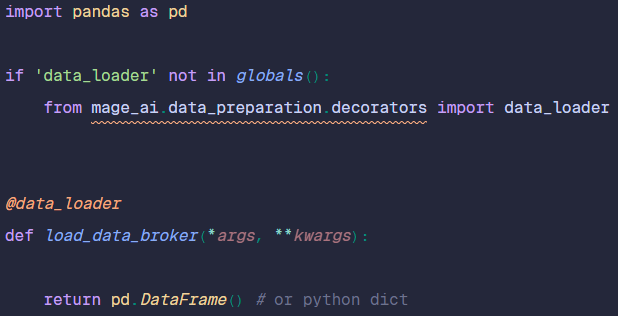 import pandas as pd
if 'data_loader' not in globals():
    from mage_ai.data_preparation.decorators import data_loader
@data_loader
def load_data_broker(*args, **kwargs):
    return pd.DataFrame() # or python dict